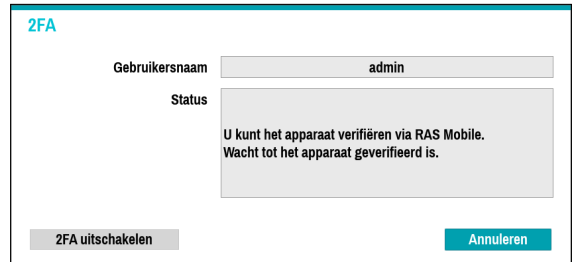 2FA
Gebruikersnaam admin
Status
U kunt het apparaat verifiëren via RAS Mobile.
Wacht tot het apparaat geverifieerd is.
2FA uitschakelen Annuleren